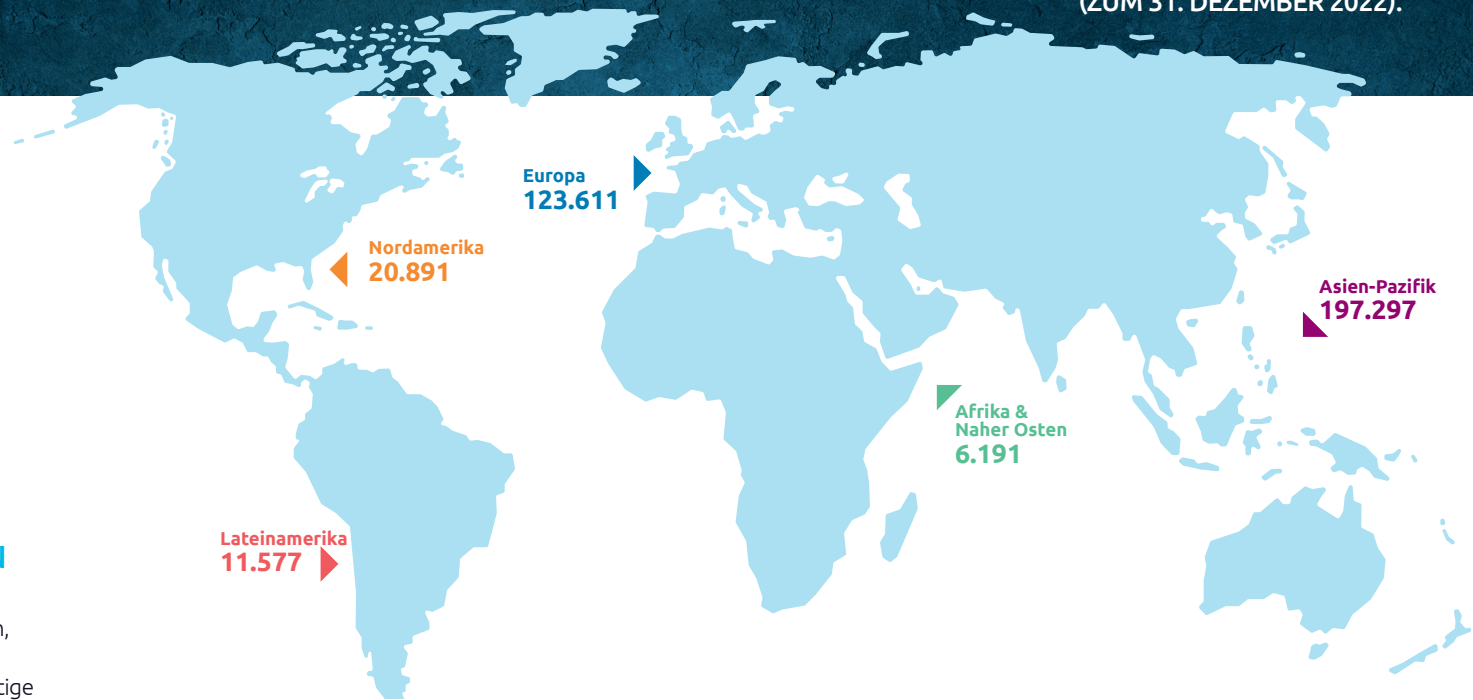 (ZUM 31. DEZEMBER 2022).
Europa
123.611
Nordamerika
20.891
Asien-Pazifik
197.297
Afrika &
Naher Osten
6.191
Lateinamerika
11.577